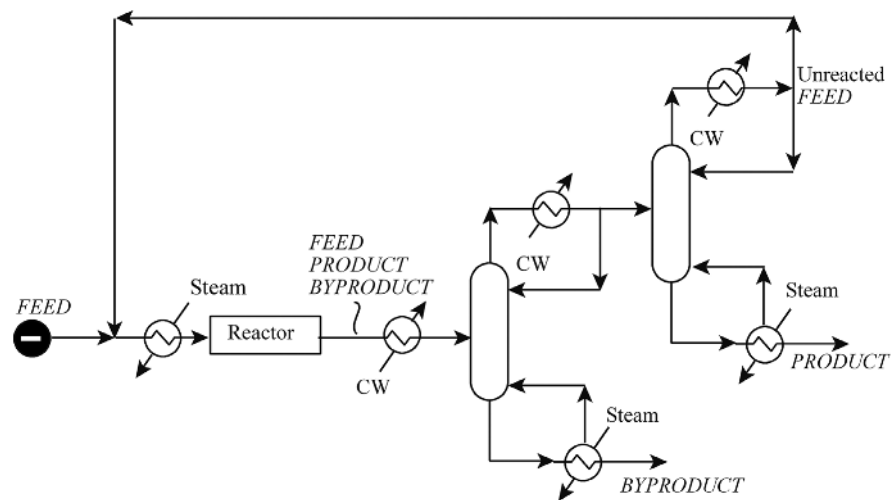 Unreacted
FEED
CW
FEED
PRODUCT
BYPRODUCT
CW
FEED
Steam
Steam
Reactor
PRODUCT
CW
Steam
BYPRODUCT